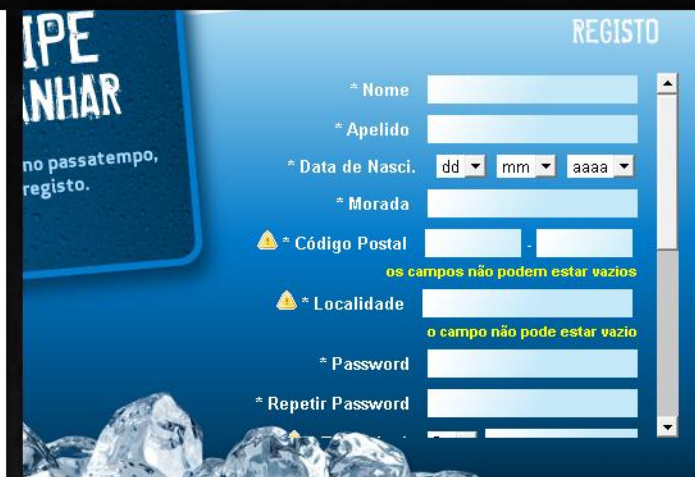 IPE
NHAR
no passatempo,
registo.
REGISTO
* Nome
* Apelido
* Data de Nasci. dd mm aaaa
* Morada
* Código Postal -
os campos não podem estar vazios
* Localidade
o campo não pode estar vazio
* Password
* Repetir Password